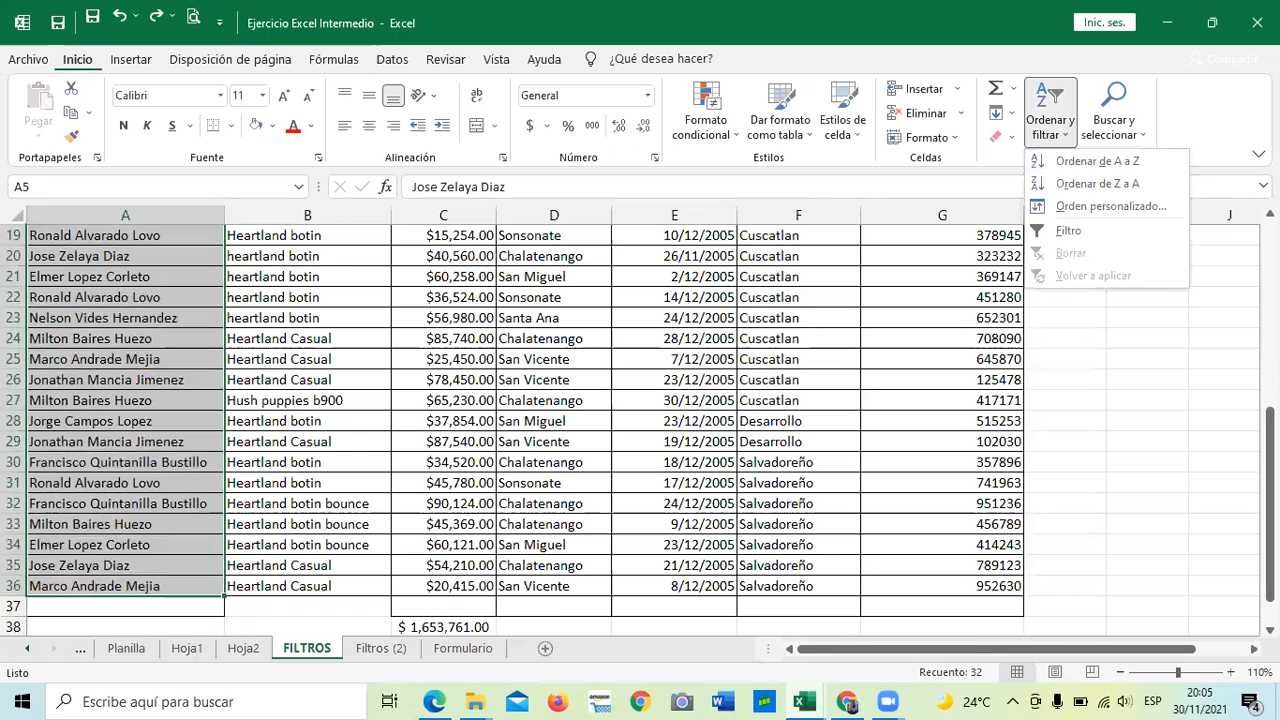 Ejercicio Excel Intermedio - Excel
Inic. ses.
Archivo Inicio Insertar Disposición de página Fórmulas Datos Revisar Vista Ayuda ¿Qué desea hacer? Compartir
Pegar
Calibri 11
N K S
General
$ % 000
Formato condicional
Dar formato como tabla
Estilos de celda
Insertar
Eliminar
Formato
Ordenar y filtrar
Buscar y seleccionar
Portapapeles Fuente Alineación Número Estilos Celdas
Ordenar de A a Z
Ordenar de Z a A
Orden personalizado...
Filtro
Borrar
Volver a aplicar
A5 fx Jose Zelaya Diaz
A B C D E F G J
19 Ronald Alvarado Lovo Heartland botin $15,254.00 Sonsonate 10/12/2005 Cuscatlan 378945
20 Jose Zelaya Diaz heartland botin $40,560.00 Chalatenango 26/11/2005 Cuscatlan 323232
21 Elmer Lopez Corleto heartland botin $60,258.00 San Miguel 2/12/2005 Cuscatlan 369147
22 Ronald Alvarado Lovo heartland botin $36,524.00 Sonsonate 14/12/2005 Cuscatlan 451280
23 Nelson Vides Hernandez heartland botin $56,980.00 Santa Ana 24/12/2005 Cuscatlan 652301
24 Milton Baires Huezo Heartland Casual $85,740.00 Chalatenango 28/12/2005 Cuscatlan 708090
25 Marco Andrade Mejia Heartland Casual $25,450.00 San Vicente 7/12/2005 Cuscatlan 645870
26 Jonathan Mancia Jimenez Heartland Casual $78,450.00 San Vicente 23/12/2005 Cuscatlan 125478
27 Milton Baires Huezo Hush puppies b900 $65,230.00 Chalatenango 30/12/2005 Cuscatlan 417171
28 Jorge Campos Lopez Heartland botin $37,854.00 San Miguel 23/12/2005 Desarrollo 515253
29 Jonathan Mancia Jimenez Heartland Casual $87,540.00 San Vicente 19/12/2005 Desarrollo 102030
30 Francisco Quintanilla Bustillo Heartland botin $34,520.00 Chalatenango 18/12/2005 Salvadoreño 357896
31 Ronald Alvarado Lovo Heartland botin $45,780.00 Sonsonate 17/12/2005 Salvadoreño 741963
32 Francisco Quintanilla Bustillo Heartland botin bounce $90,124.00 Chalatenango 24/12/2005 Salvadoreño 951236
33 Milton Baires Huezo Heartland botin bounce $45,369.00 Chalatenango 9/12/2005 Salvadoreño 456789
34 Elmer Lopez Corleto Heartland botin bounce $60,121.00 San Miguel 23/12/2005 Salvadoreño 414243
35 Jose Zelaya Diaz Heartland Casual $54,210.00 Chalatenango 21/12/2005 Salvadoreño 789123
36 Marco Andrade Mejia Heartland Casual $20,415.00 San Vicente 8/12/2005 Salvadoreño 952630
37
38 $ 1,653,761.00
... Planilla Hoja1 Hoja2 FILTROS Filtros (2) Formulario
Listo Recuento: 32 110%
Escribe aquí para buscar 24°C ESP 20:05 30/11/2021 4